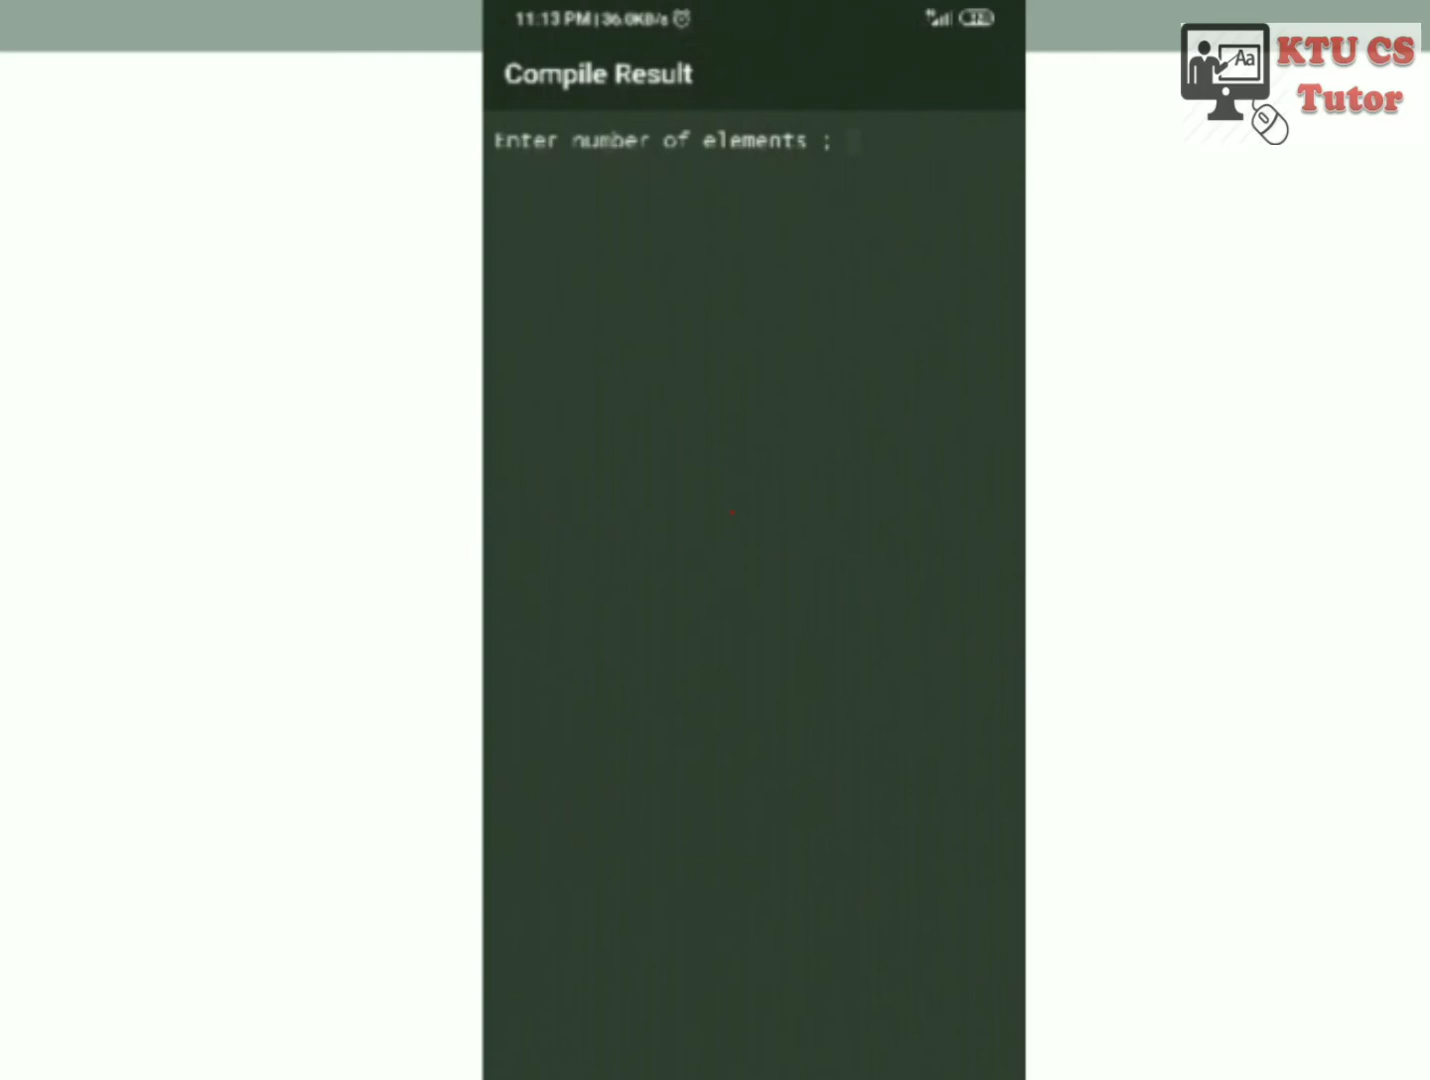 11:13 PM | 36.0KB/s
Compile Result
Enter number of elements :
Aa
KTU CS
Tutor